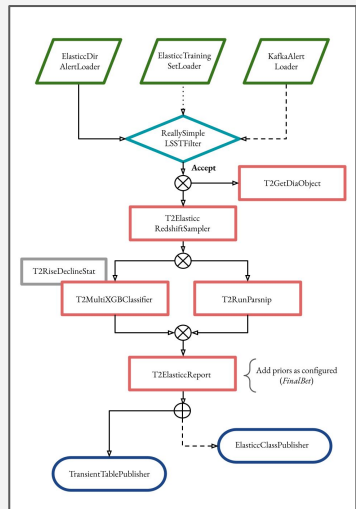 ElasticcDir
AlertLoader
ElasticcTraining
SetLoader
KafkaAlert
Loader
ReallySimple
LSSTFilter
Accept
T2GetDiaObject
T2Elasticc
RedshiftSampler
T2RiseDeclineStat
T2MultiXGBClassifier
T2RunParsnip
T2ElasticcReport
Add priors as configured
(FinalBet)
ElasticcClassPublisher
TransientTablePublisher